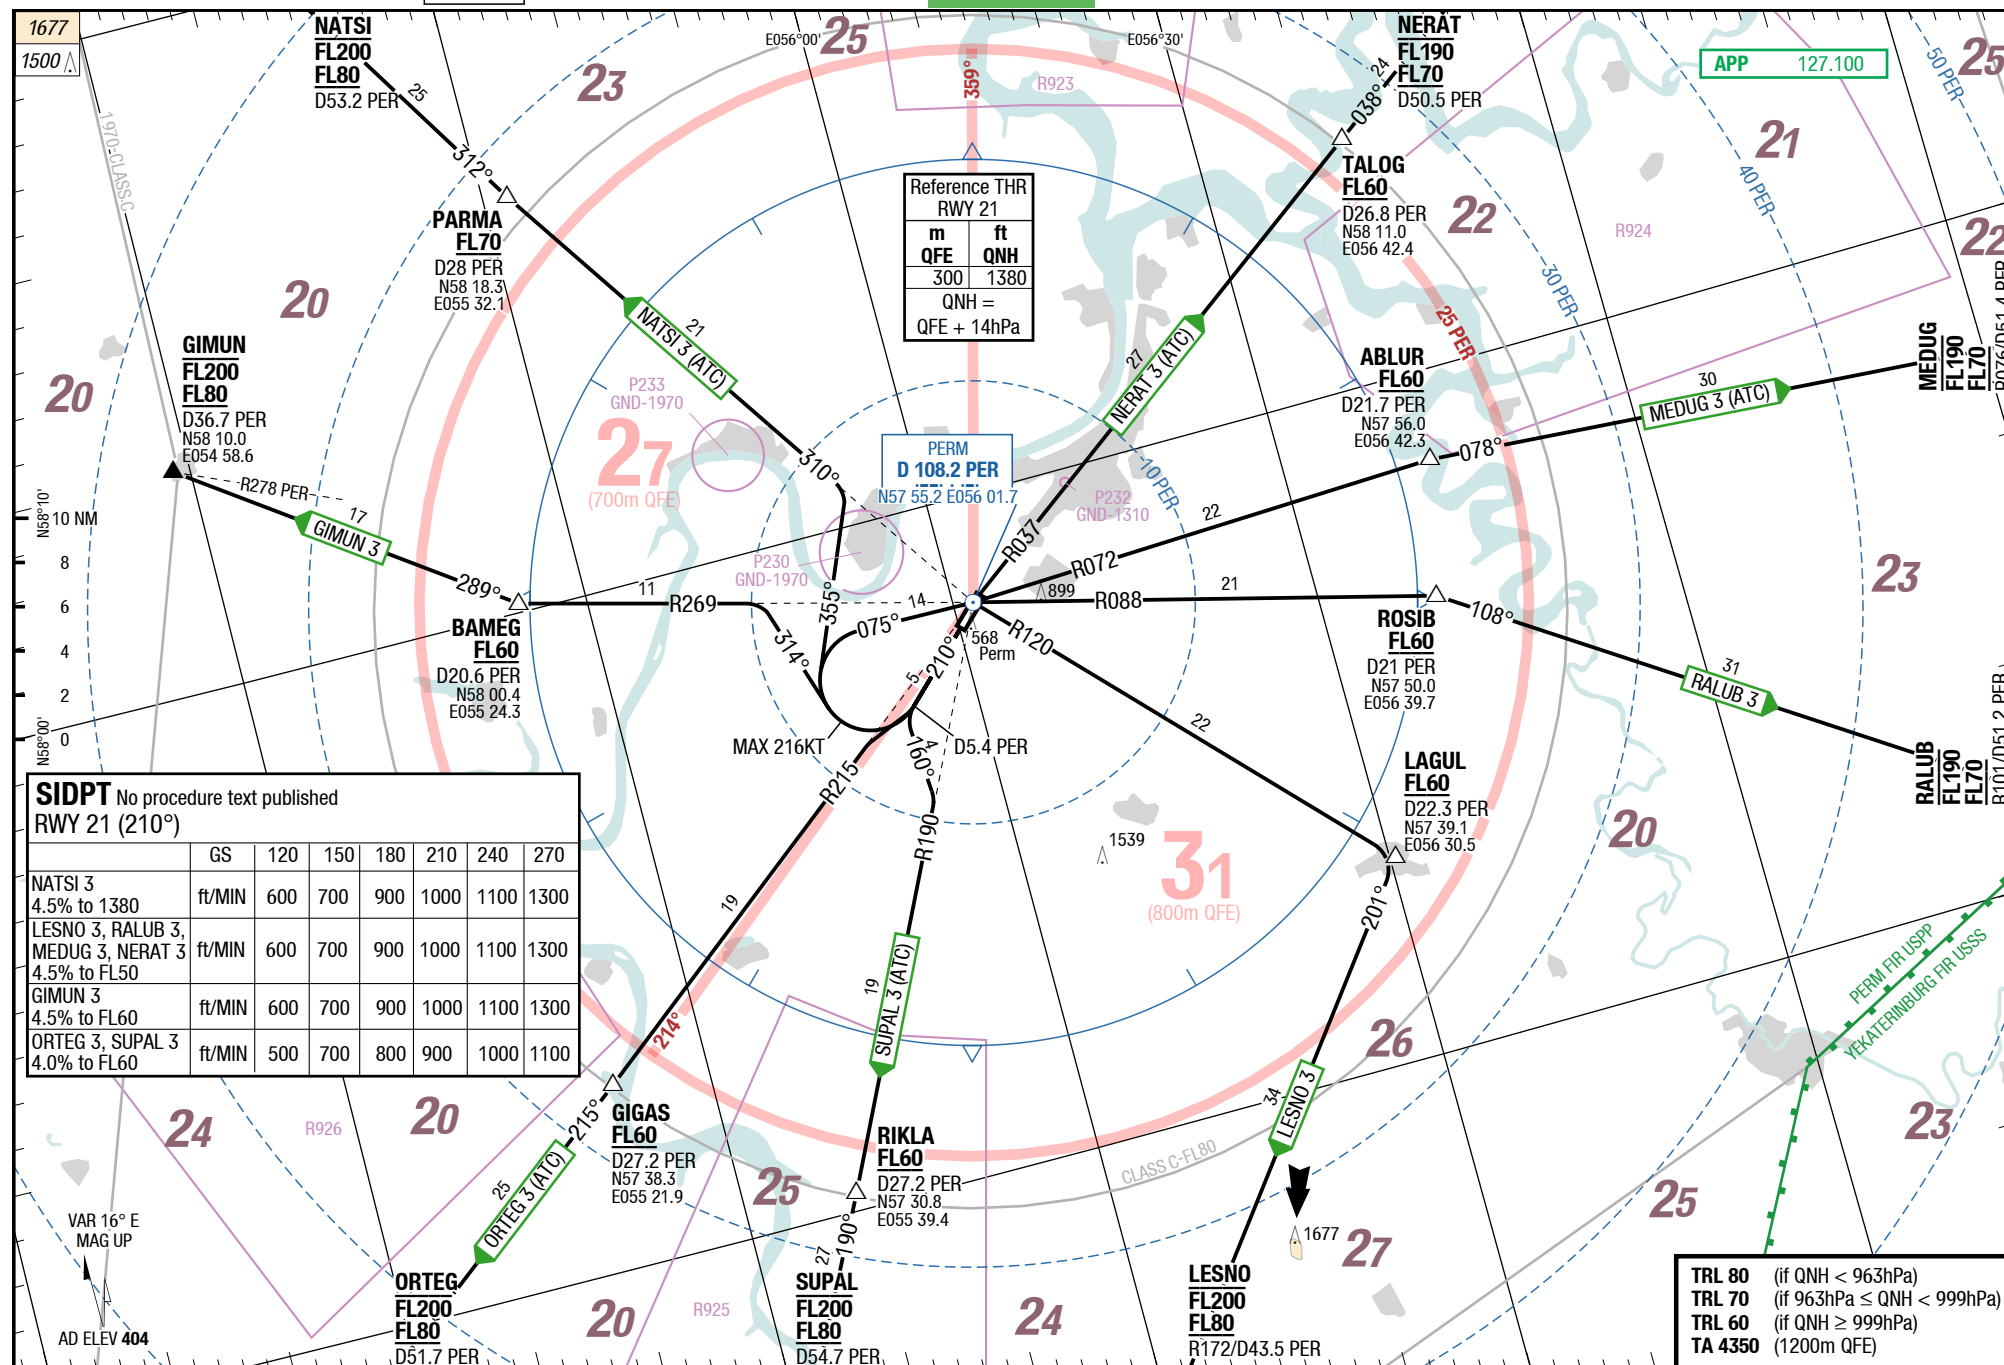 1677
1500
NATSI
FL200
FL80
D53.2 PER
25
312°
23
E056°00'
25
359°
R923
E056°30'
NERAT
FL190
FL70
D50.5 PER
24
038°
APP 127.100
50 PER
25
21
40 PER
1970-CLASS C
PARMA
FL70
D28 PER
N58 18.3
E055 32.1
20
Reference THR
RWY 21
m ft
QFE QNH
300 1380
QNH =
QFE + 14hPa
TALOG
FL60
D26.8 PER
N58 11.0
E056 42.4
22
R924
22
30 PER
25 PER
R076/D51.4 PER
GIMUN
FL200
FL80
D36.7 PER
N58 10.0
E054 58.6
20
21
NATSI 3 (ATC)
P233
GND-1970
27
(700m QFE)
27
NERAT 3 (ATC)
ABLUR
FL60
D21.7 PER
N57 56.0
E056 42.3
30
MEDUG 3 (ATC)
078°
MEDUG
FL190
FL70
R278 PER
17
GIMUN 3
289°
310°
PERM
D 108.2 PER
N57 55.2 E056 01.7
10 PER
P232
GND-1310
R037
22
R072
N58°10'
10 NM
8
6
4
2
0
N58°00'
P230
GND-1970
11
R269
355°
14
075°
314°
899
R088
21
23
BAMEG
FL60
D20.6 PER
N58 00.4
E055 24.3
568
Perm
R120
210°
5
ROSIB
FL60
D21 PER
N57 50.0
E056 39.7
108°
31
RALUB 3
RALUB
FL190
FL70
R101/D51.2 PER
MAX 216KT
4
160°
D5.4 PER
22
R215
R190
LAGUL
FL60
D22.3 PER
N57 39.1
E056 30.5
20
1539
31
(800m QFE)
201°
SIDPT No procedure text published
RWY 21 (210°)
GS 120 150 180 210 240 270
NATSI 3
4.5% to 1380
ft/MIN 600 700 900 1000 1100 1300
LESNO 3, RALUB 3,
MEDUG 3, NERAT 3
4.5% to FL50
ft/MIN 600 700 900 1000 1100 1300
GIMUN 3
4.5% to FL60
ft/MIN 600 700 900 1000 1100 1300
ORTEG 3, SUPAL 3
4.0% to FL60
ft/MIN 500 700 800 900 1000 1100
19
214°
19
SUPAL 3 (ATC)
26
34
LESNO 3
PERM FIR USPP
YEKATERINBURG FIR USSS
24
R926
20
215°
GIGAS
FL60
D27.2 PER
N57 38.3
E055 21.9
25
ORTEG 3 (ATC)
25
RIKLA
FL60
D27.2 PER
N57 30.8
E055 39.4
CLASS C-FL80
23
25
VAR 16° E
MAG UP
AD ELEV 404
ORTEG
FL200
FL80
D51.7 PER
20
R925
27
190°
SUPAL
FL200
FL80
D54.7 PER
24
LESNO
FL200
FL80
R172/D43.5 PER
1677
27
TRL 80 (if QNH < 963hPa)
TRL 70 (if 963hPa ≤ QNH < 999hPa)
TRL 60 (if QNH ≥ 999hPa)
TA 4350 (1200m QFE)